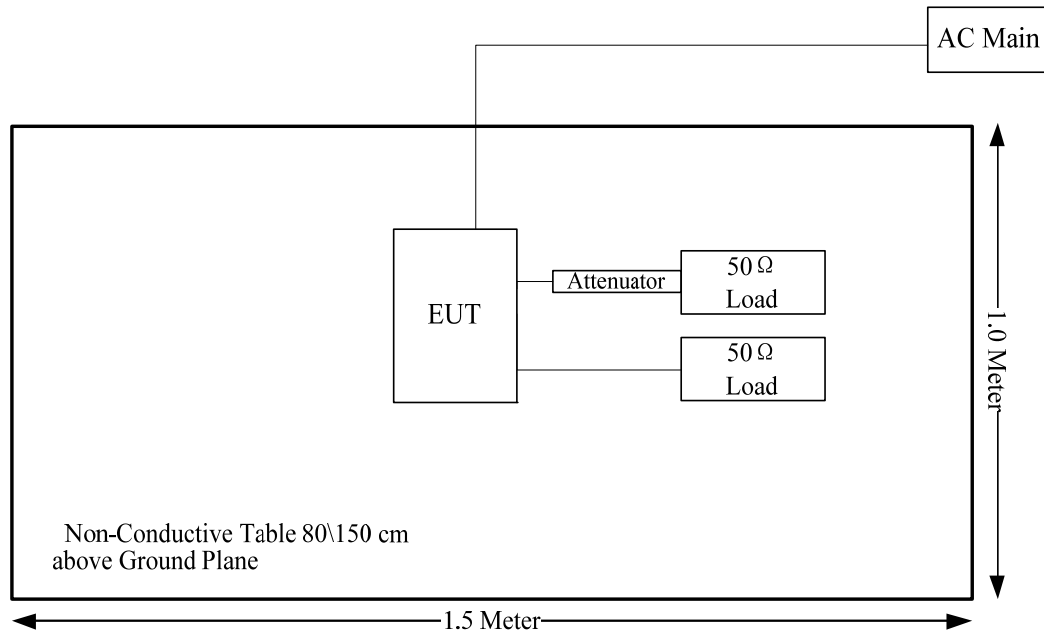 AC Main
EUT
Attenuator
50 Ω
Load
50 Ω
Load
1.0 Meter
Non-Conductive Table 80\150 cm
above Ground Plane
1.5 Meter